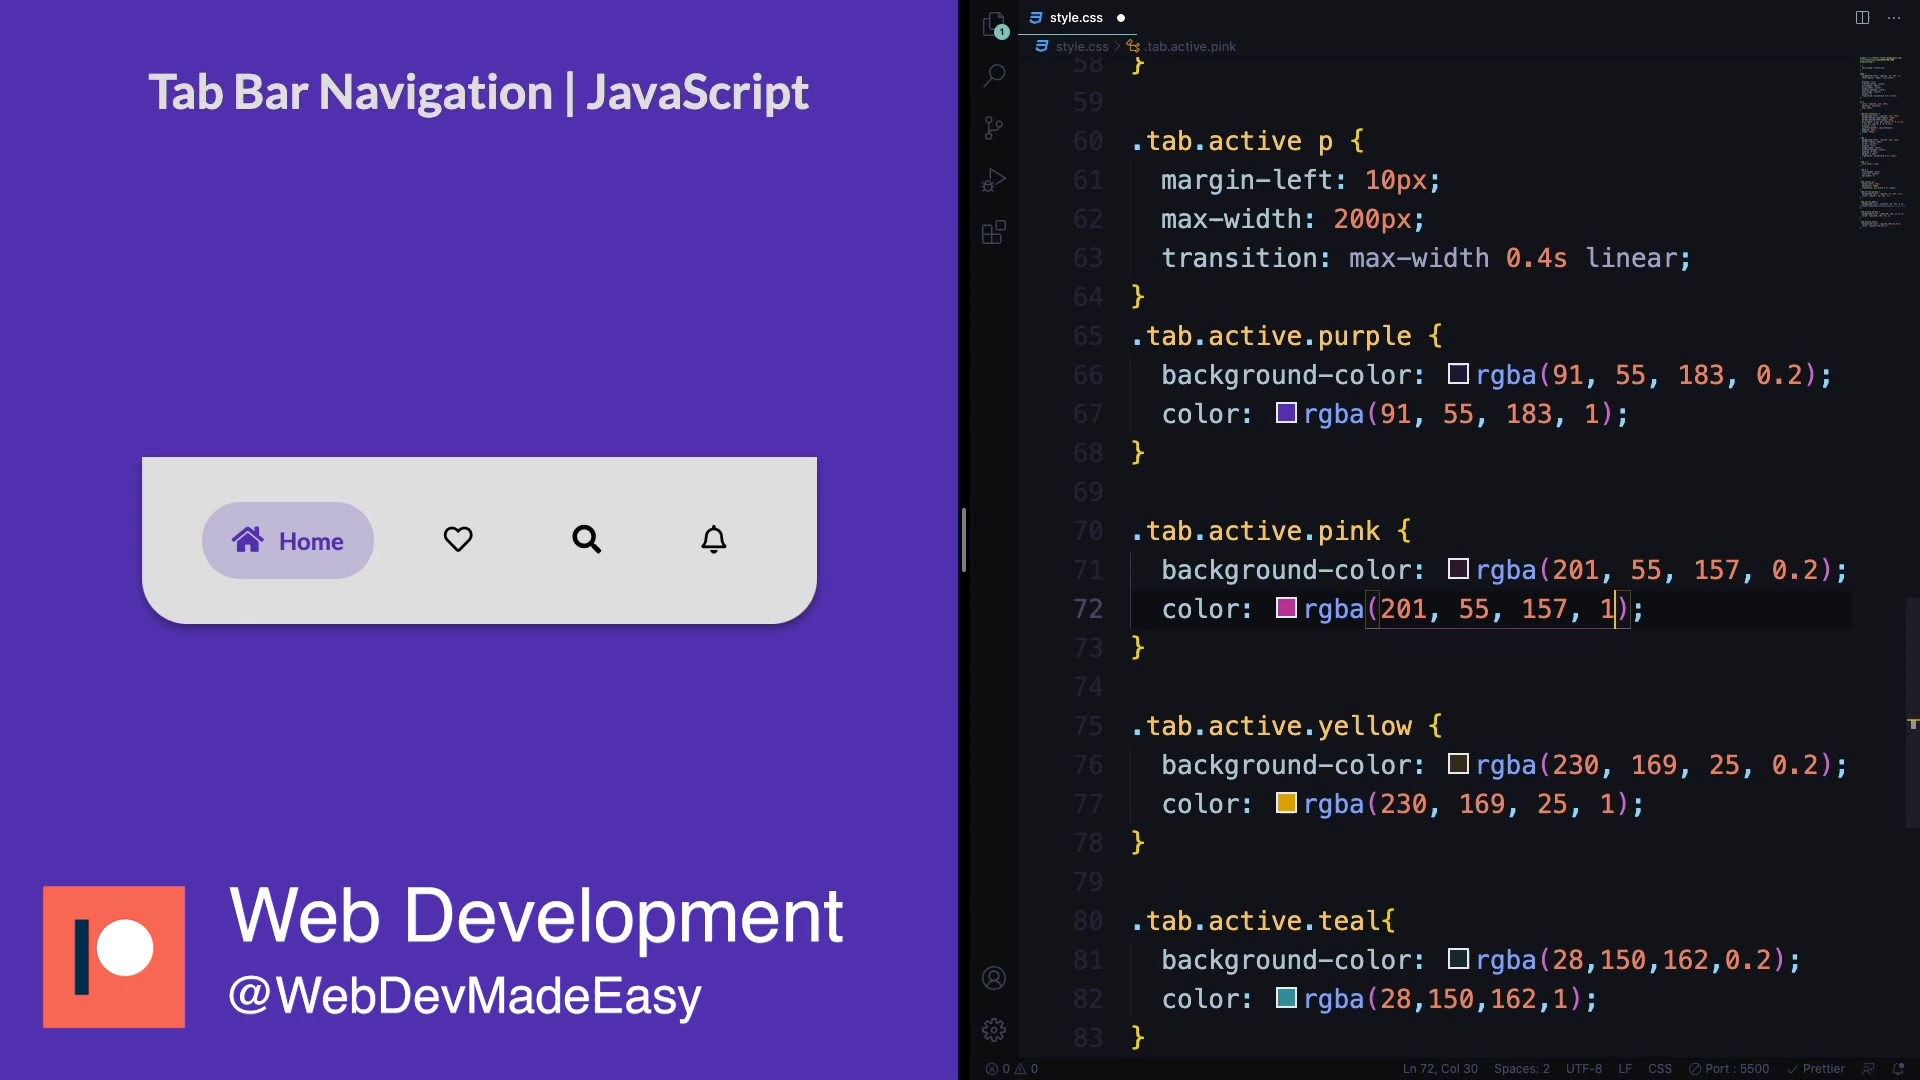 Tab Bar Navigation | JavaScript
Home
Web Development
@WebDevMadeEasy
1
style.css
style.css > .tab.active.pink
58 }
59
60 .tab.active p {
61 margin-left: 10px;
62 max-width: 200px;
63 transition: max-width 0.4s linear;
64 }
65 .tab.active.purple {
66 background-color: rgba(91, 55, 183, 0.2);
67 color: rgba(91, 55, 183, 1);
68 }
69
70 .tab.active.pink {
71 background-color: rgba(201, 55, 157, 0.2);
72 color: rgba(201, 55, 157, 1);
73 }
74
75 .tab.active.yellow {
76 background-color: rgba(230, 169, 25, 0.2);
77 color: rgba(230, 169, 25, 1);
78 }
79
80 .tab.active.teal{
81 background-color: rgba(28,150,162,0.2);
82 color: rgba(28,150,162,1);
83 }
0 0 Ln 72, Col 30 Spaces: 2 UTF-8 LF CSS Port : 5500 Prettier